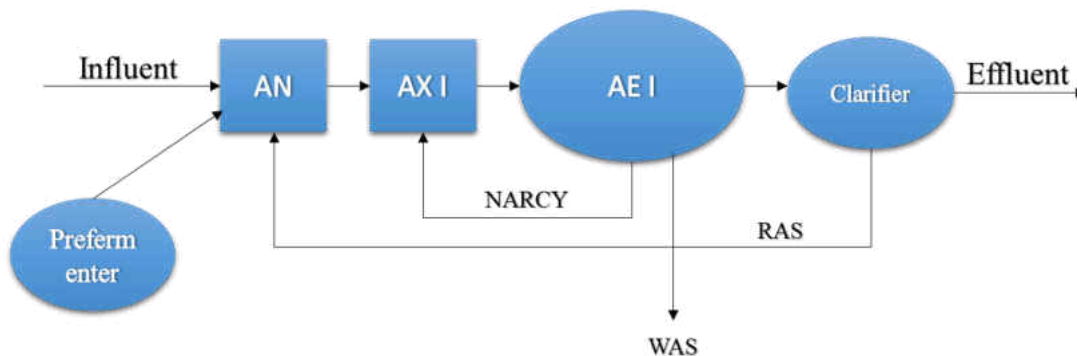 Influent
AN
AX I
AE I
Clarifier
Effluent
NARCY
RAS
Preferm
enter
WAS